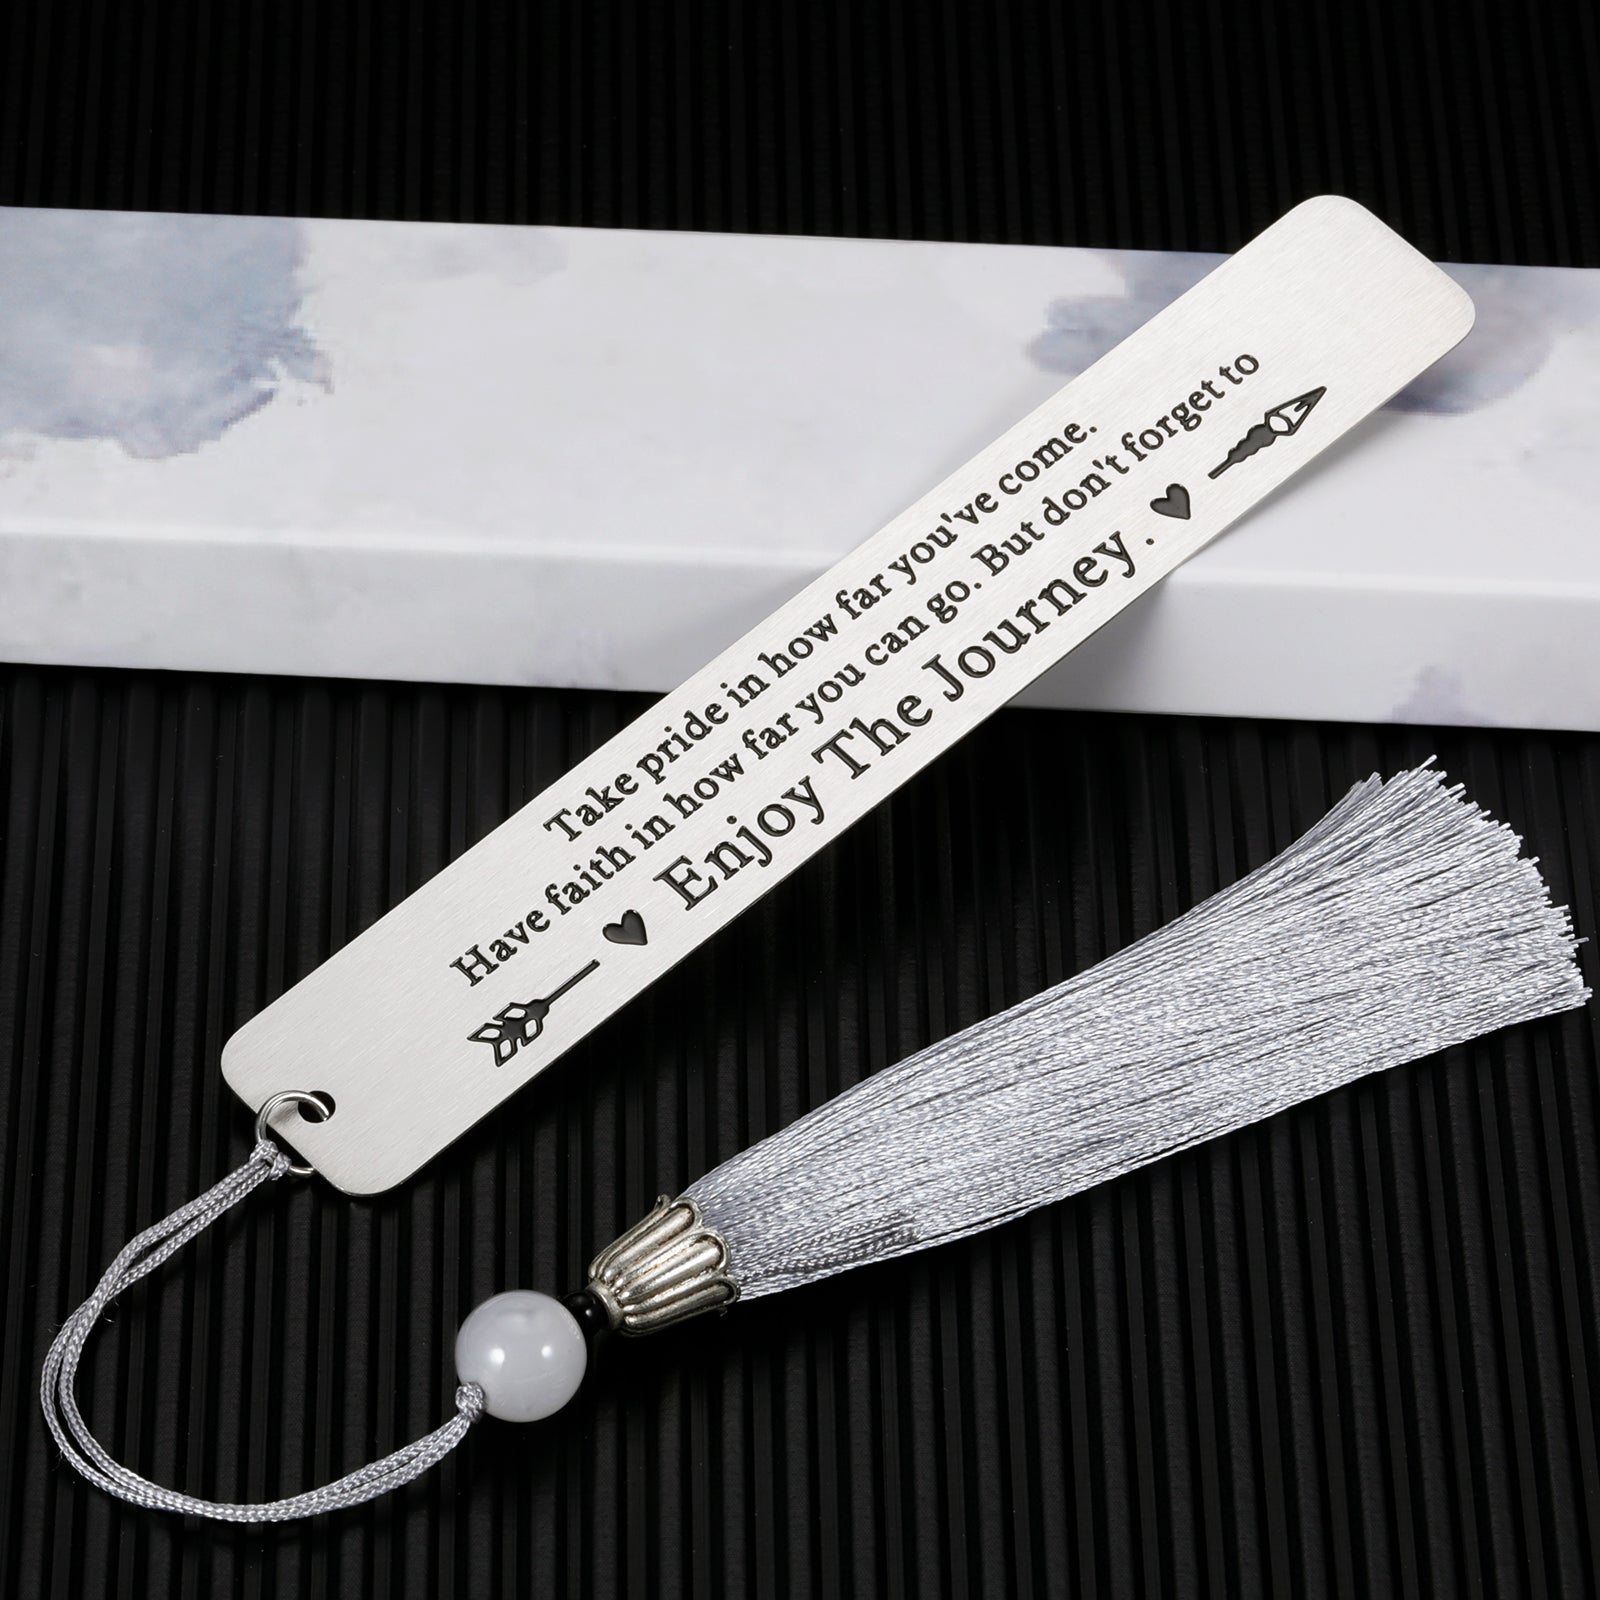 Take pride in how far you've come.
Have faith in how far you can go. But don't forget to
Enjoy The Journey.